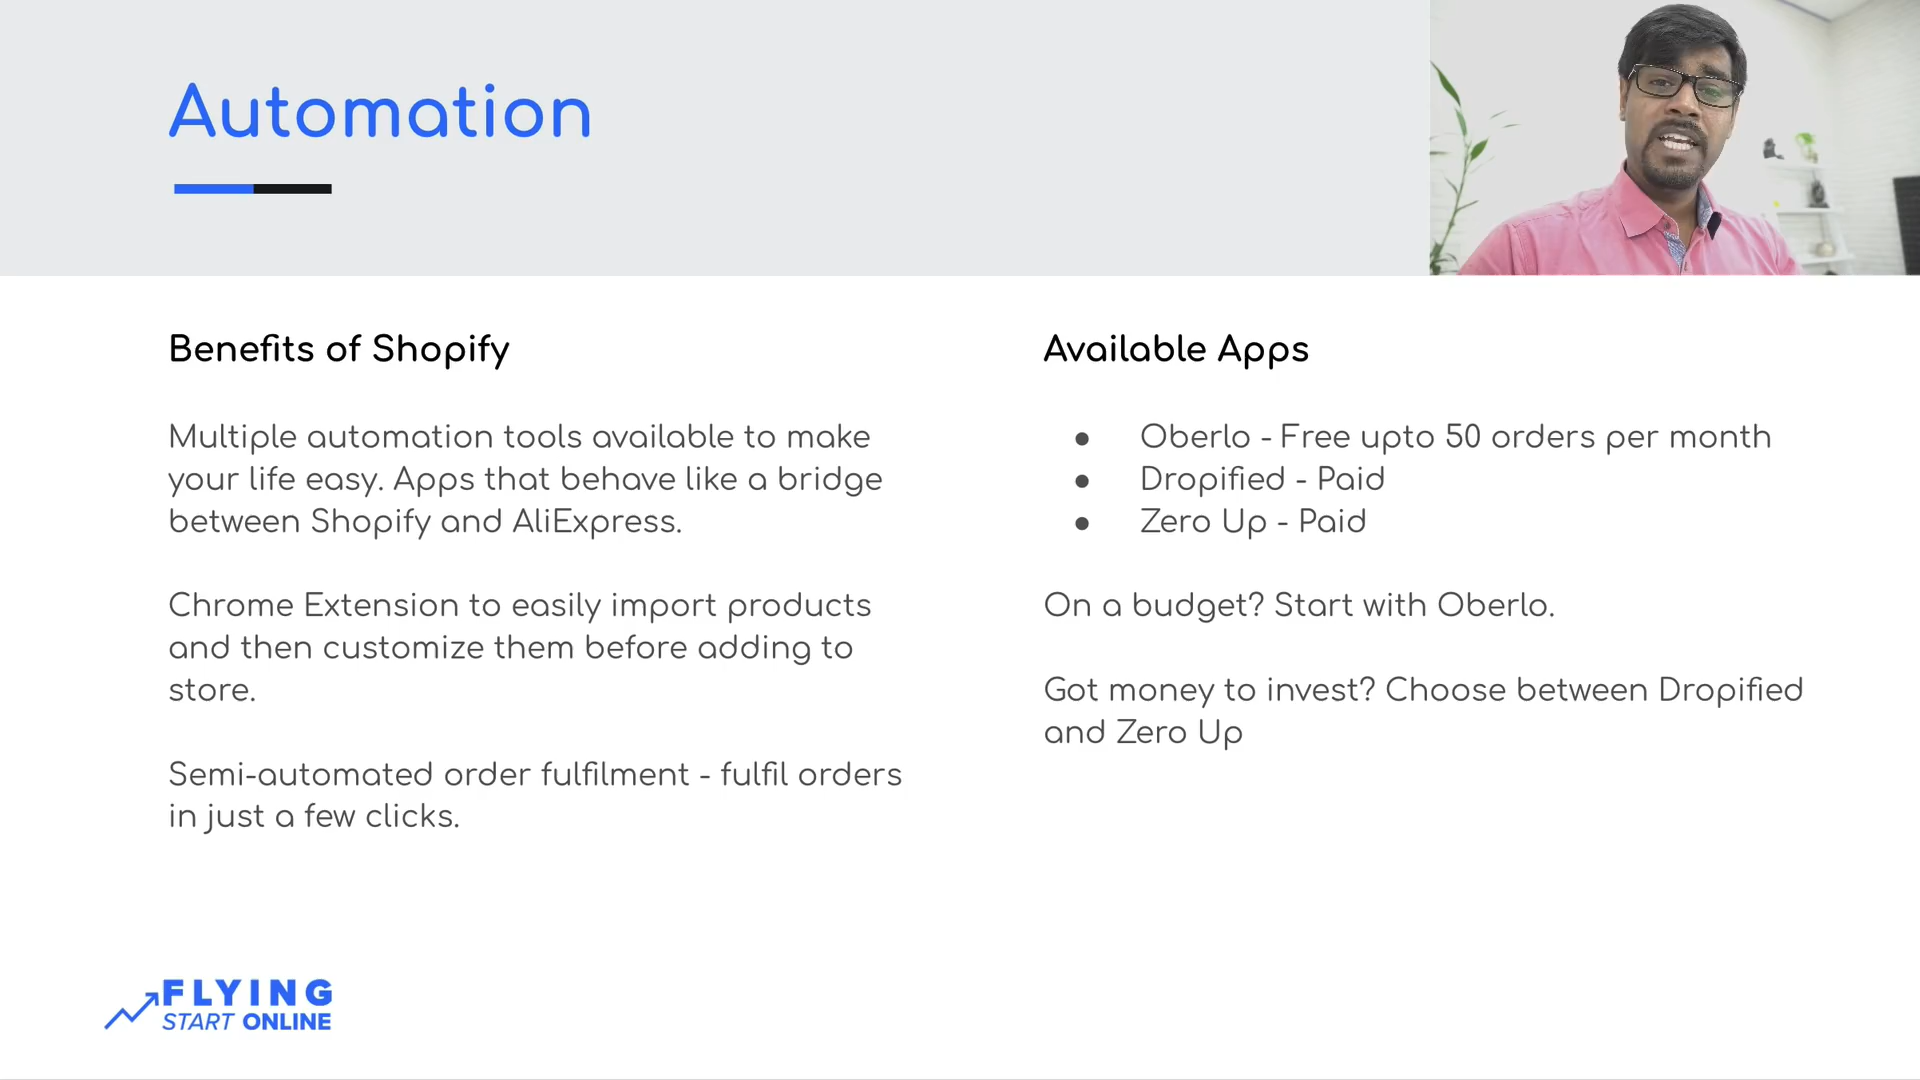 Automation
Benefits of Shopify
Multiple automation tools available to make
your life easy. Apps that behave like a bridge
between Shopify and AliExpress.
Chrome Extension to easily import products
and then customize them before adding to
store.
Semi-automated order fulfilment - fulfil orders
in just a few clicks.
Available Apps
● Oberlo - Free upto 50 orders per month
● Dropified - Paid
● Zero Up - Paid
On a budget? Start with Oberlo.
Got money to invest? Choose between Dropified
and Zero Up
FLYING
START ONLINE